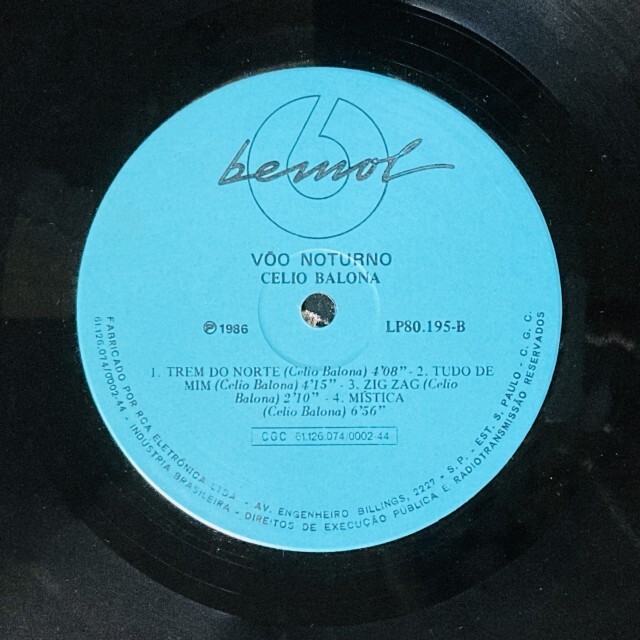 bemol
VÔO NOTURNO
CELIO BALONA
℗ 1986
LP80.195-B
1. TREM DO NORTE (Celio Balona) 4'08" - 2. TUDO DE
MIM (Celio Balona) 4'15" - 3. ZIG ZAG (Celio
Balona) 2'10" - 4. MÍSTICA
(Celio Balona) 6'56"
CGC 61.126.074/0002-44
FABRICADO POR RCA ELETRÔNICA LTDA - AV. ENGENHEIRO BILLINGS, 2227 - S.P. - EST. S. PAULO - C. G. C.
61.126.074/0002-44 - INDÚSTRIA BRASILEIRA - DIREITOS DE EXECUÇÃO PÚBLICA E RADIOTRANSMISSÃO RESERVADOS